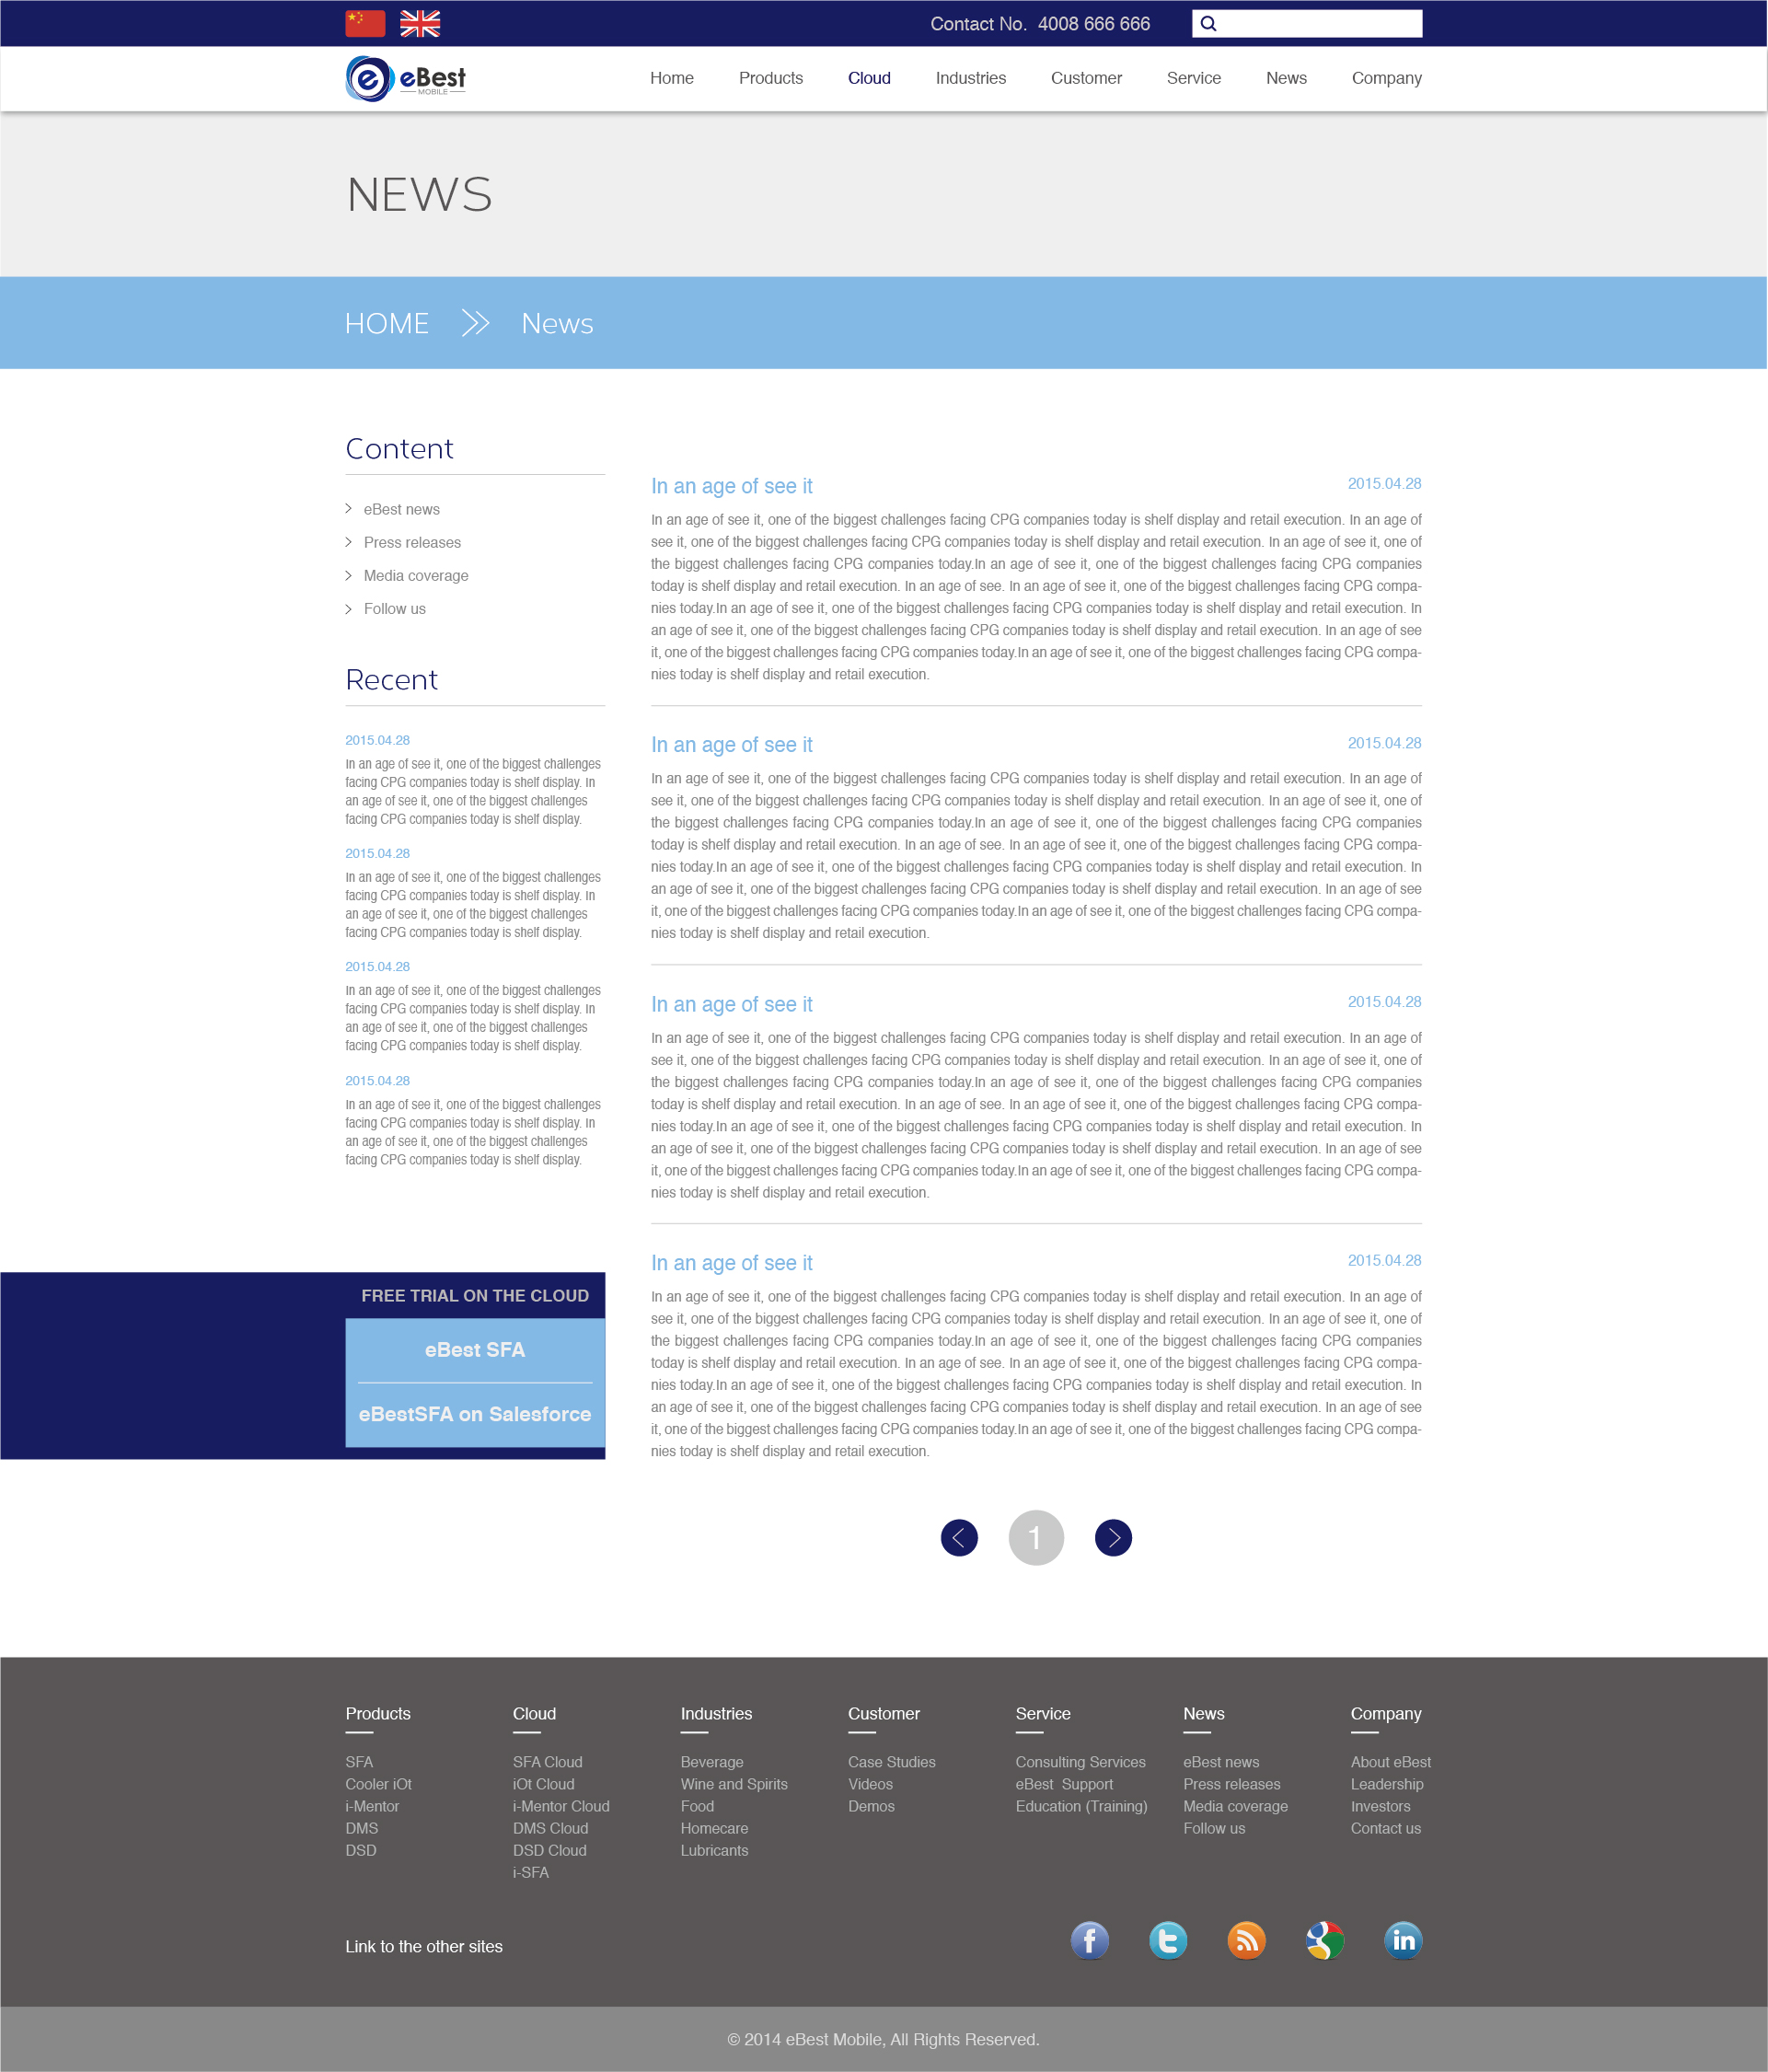 Contact No.  4008 666 666
eBest
MOBILE
Home Products Cloud Industries Customer Service News Company
NEWS
HOME News
Content
eBest news
Press releases
Media coverage
Follow us
Recent
2015.04.28
In an age of see it, one of the biggest challenges
facing CPG companies today is shelf display. In
an age of see it, one of the biggest challenges
facing CPG companies today is shelf display.
2015.04.28
In an age of see it, one of the biggest challenges
facing CPG companies today is shelf display. In
an age of see it, one of the biggest challenges
facing CPG companies today is shelf display.
2015.04.28
In an age of see it, one of the biggest challenges
facing CPG companies today is shelf display. In
an age of see it, one of the biggest challenges
facing CPG companies today is shelf display.
2015.04.28
In an age of see it, one of the biggest challenges
facing CPG companies today is shelf display. In
an age of see it, one of the biggest challenges
facing CPG companies today is shelf display.
FREE TRIAL ON THE CLOUD
eBest SFA
eBestSFA on Salesforce
In an age of see it 2015.04.28
In an age of see it, one of the biggest challenges facing CPG companies today is shelf display and retail execution. In an age of
see it, one of the biggest challenges facing CPG companies today is shelf display and retail execution. In an age of see it, one of
the biggest challenges facing CPG companies today.In an age of see it, one of the biggest challenges facing CPG companies
today is shelf display and retail execution. In an age of see. In an age of see it, one of the biggest challenges facing CPG compa-
nies today.In an age of see it, one of the biggest challenges facing CPG companies today is shelf display and retail execution. In
an age of see it, one of the biggest challenges facing CPG companies today is shelf display and retail execution. In an age of see
it, one of the biggest challenges facing CPG companies today.In an age of see it, one of the biggest challenges facing CPG compa-
nies today is shelf display and retail execution.
In an age of see it 2015.04.28
In an age of see it, one of the biggest challenges facing CPG companies today is shelf display and retail execution. In an age of
see it, one of the biggest challenges facing CPG companies today is shelf display and retail execution. In an age of see it, one of
the biggest challenges facing CPG companies today.In an age of see it, one of the biggest challenges facing CPG companies
today is shelf display and retail execution. In an age of see. In an age of see it, one of the biggest challenges facing CPG compa-
nies today.In an age of see it, one of the biggest challenges facing CPG companies today is shelf display and retail execution. In
an age of see it, one of the biggest challenges facing CPG companies today is shelf display and retail execution. In an age of see
it, one of the biggest challenges facing CPG companies today.In an age of see it, one of the biggest challenges facing CPG compa-
nies today is shelf display and retail execution.
In an age of see it 2015.04.28
In an age of see it, one of the biggest challenges facing CPG companies today is shelf display and retail execution. In an age of
see it, one of the biggest challenges facing CPG companies today is shelf display and retail execution. In an age of see it, one of
the biggest challenges facing CPG companies today.In an age of see it, one of the biggest challenges facing CPG companies
today is shelf display and retail execution. In an age of see. In an age of see it, one of the biggest challenges facing CPG compa-
nies today.In an age of see it, one of the biggest challenges facing CPG companies today is shelf display and retail execution. In
an age of see it, one of the biggest challenges facing CPG companies today is shelf display and retail execution. In an age of see
it, one of the biggest challenges facing CPG companies today.In an age of see it, one of the biggest challenges facing CPG compa-
nies today is shelf display and retail execution.
In an age of see it 2015.04.28
In an age of see it, one of the biggest challenges facing CPG companies today is shelf display and retail execution. In an age of
see it, one of the biggest challenges facing CPG companies today is shelf display and retail execution. In an age of see it, one of
the biggest challenges facing CPG companies today.In an age of see it, one of the biggest challenges facing CPG companies
today is shelf display and retail execution. In an age of see. In an age of see it, one of the biggest challenges facing CPG compa-
nies today.In an age of see it, one of the biggest challenges facing CPG companies today is shelf display and retail execution. In
an age of see it, one of the biggest challenges facing CPG companies today is shelf display and retail execution. In an age of see
it, one of the biggest challenges facing CPG companies today.In an age of see it, one of the biggest challenges facing CPG compa-
nies today is shelf display and retail execution.
1
Products
SFA
Cooler iOt
i-Mentor
DMS
DSD
Cloud
SFA Cloud
iOt Cloud
i-Mentor Cloud
DMS Cloud
DSD Cloud
i-SFA
Industries
Beverage
Wine and Spirits
Food
Homecare
Lubricants
Customer
Case Studies
Videos
Demos
Service
Consulting Services
eBest  Support
Education (Training)
News
eBest news
Press releases
Media coverage
Follow us
Company
About eBest
Leadership
Investors
Contact us
Link to the other sites
© 2014 eBest Mobile, All Rights Reserved.